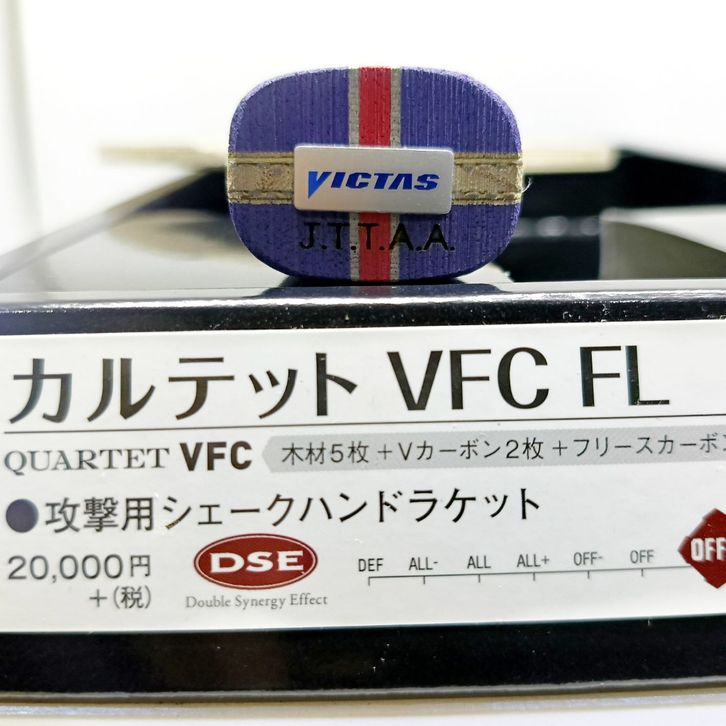 VICTAS
J.T.T.A.A.
カルテット VFC FL
QUARTET VFC 木材5枚+Vカーボン2枚+フリースカーボ
●攻撃用シェークハンドラケット
20,000円
+(税)
DSE
Double Synergy Effect
DEF ALL- ALL ALL+ OFF- OFF OFF